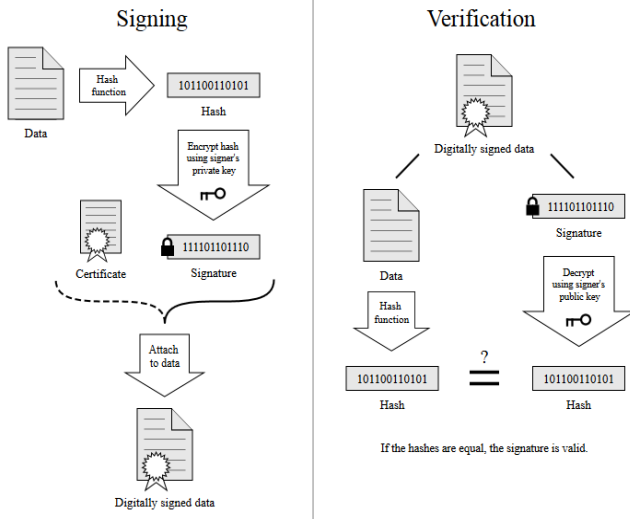 Signing
Hash
function
101100110101
Hash
Data
Encrypt hash
using signer's
private key
111101101110
Certificate
Signature
Attach
to data
Digitally signed data
Verification
Digitally signed data
111101101110
Signature
Data
Hash
function
Decrypt
using signer's
public key
?
101100110101
101100110101
Hash
Hash
If the hashes are equal, the signature is valid.